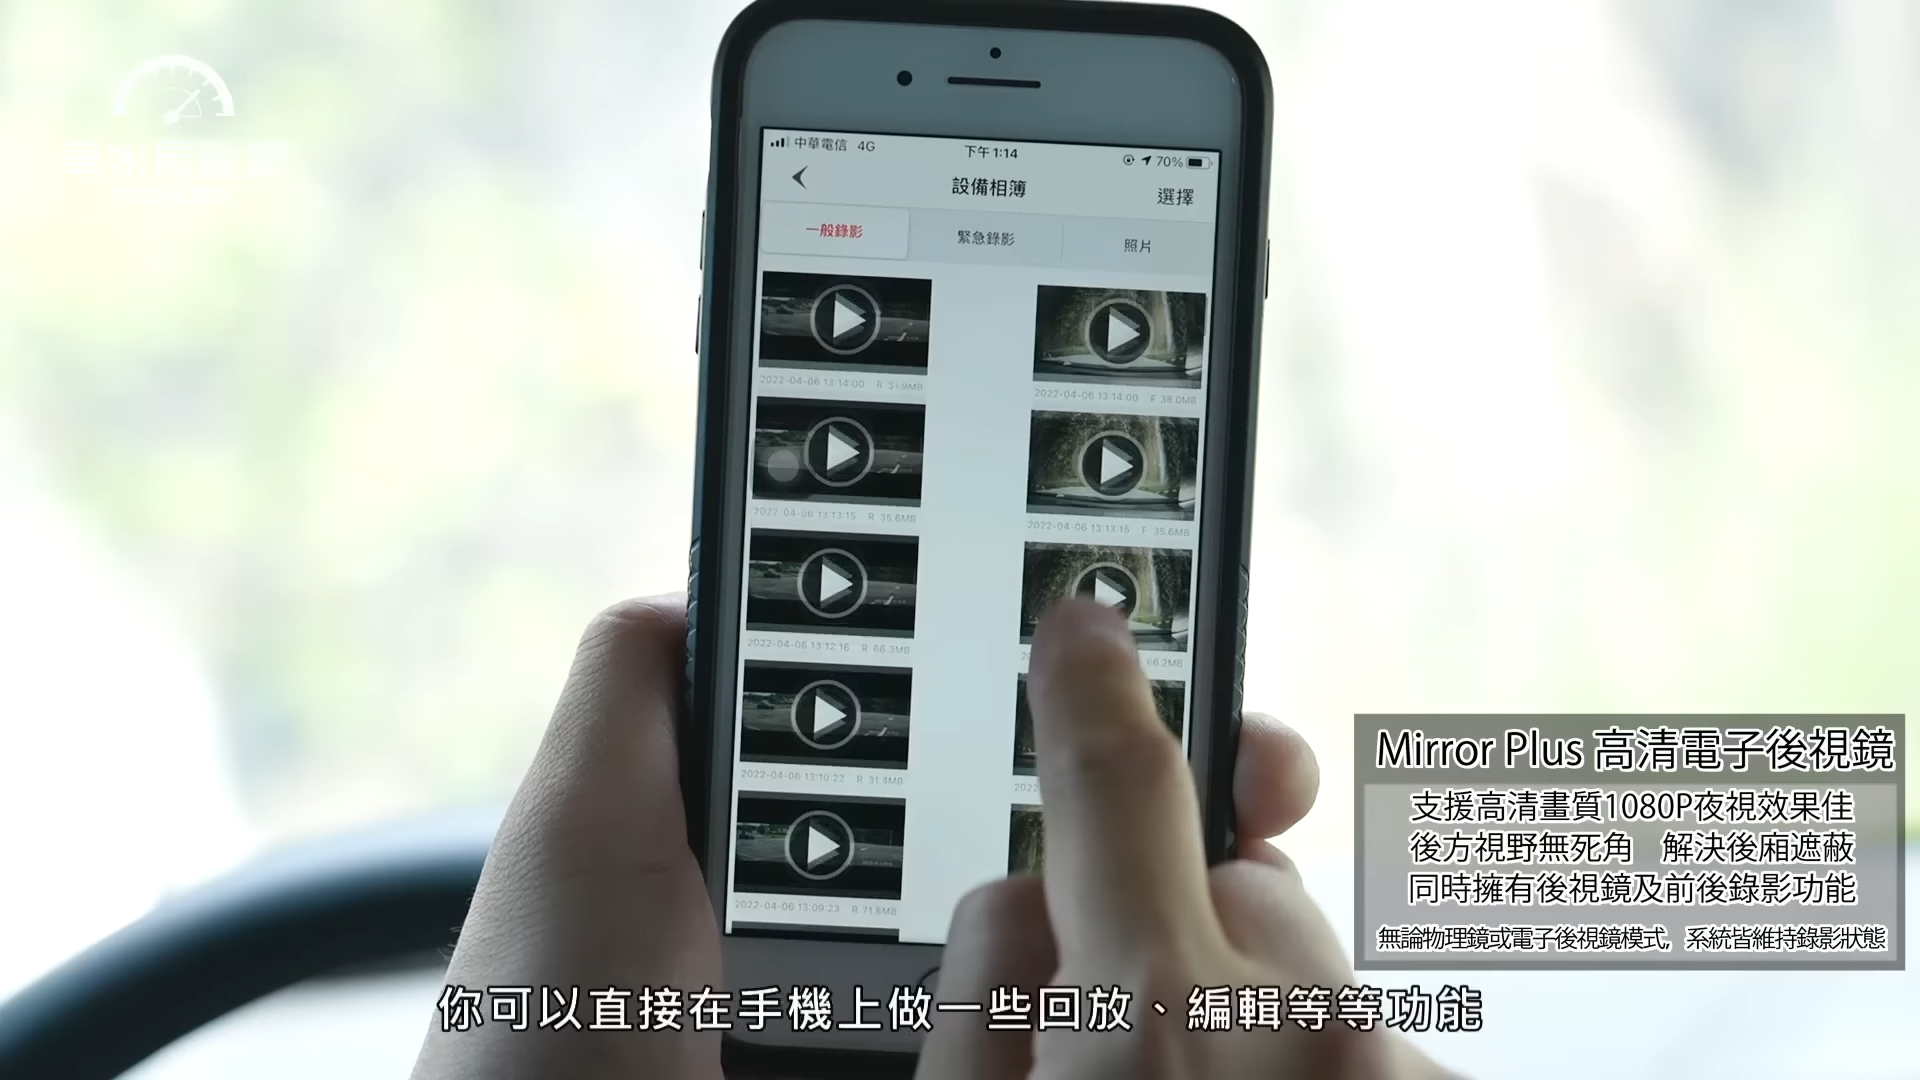 中華電信 4G
下午1:14
70%
設備相簿
選擇
一般錄影
緊急錄影
照片
2022-04-06 13:14:00 R 37.9MB
2022-04-06 13:14:00 F 38.0MB
2022-04-06 13:13:15 R 35.6MB
2022-04-06 13:13:15 F 35.6MB
2022-04-06 13:12:16 R 66.3MB
66.2MB
2022-04-06 13:10:22 R 31.4MB
2022
2022-04-06 13:09:23 R 71.8MB
Mirror Plus 高清電子後視鏡
支援高清畫質1080P夜視效果佳
後方視野無死角 解決後廂遮蔽
同時擁有後視鏡及前後錄影功能
無論物理鏡或電子後視鏡模式，系統皆維持錄影狀態
你可以直接在手機上做一些回放、編輯等等功能